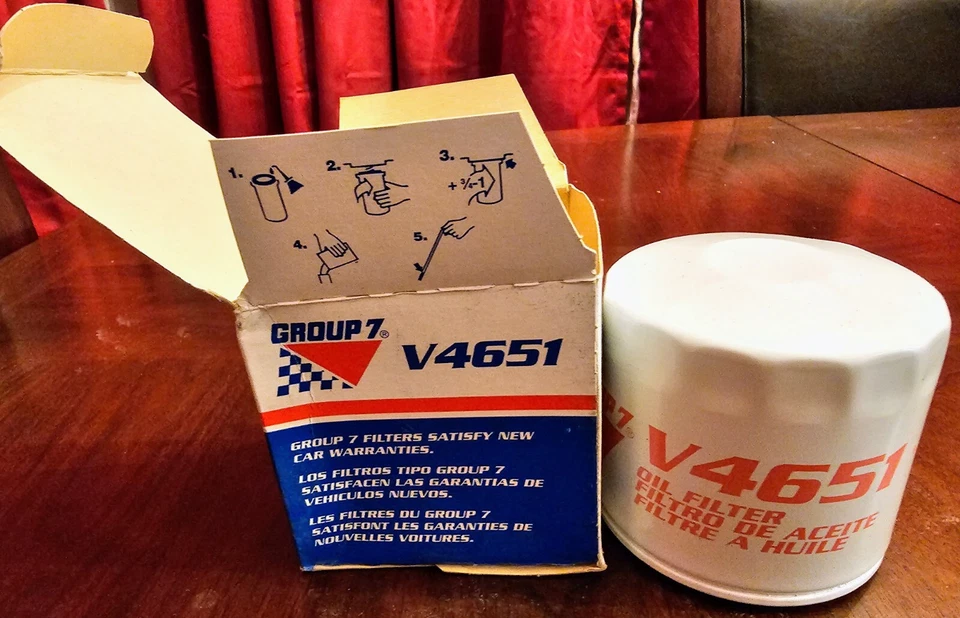 1.
2.
3.
+ ¾-1
4.
5.
GROUP 7®
V4651
GROUP 7 FILTERS SATISFY NEW
CAR WARRANTIES.
LOS FILTROS TIPO GROUP 7
SATISFACEN LAS GARANTIAS DE
VEHICULOS NUEVOS.
LES FILTRES DU GROUP 7
SATISFONT LES GARANTIES DE
NOUVELLES VOITURES.
7
V4651
OIL FILTER
FILTRO DE ACEITE
FILTRE À HUILE